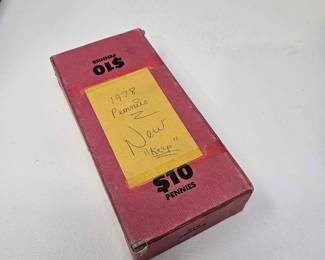 $10
PENNIES
1978
Pennies
New
"Keep"
$10
PENNIES